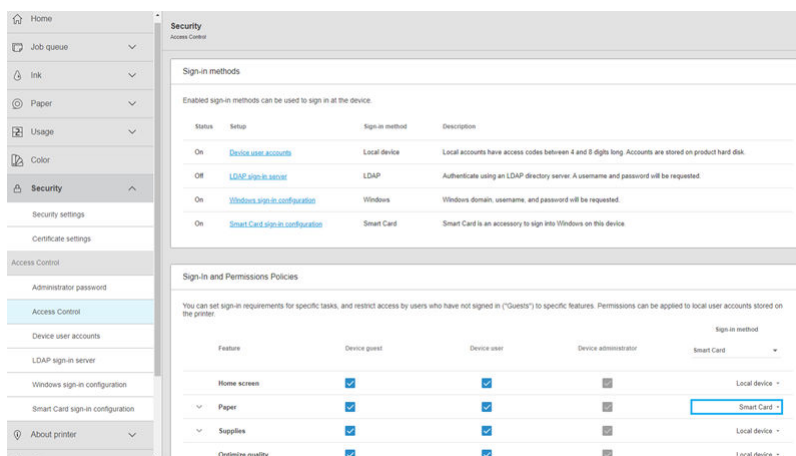 Home
Job queue
Ink
Paper
Usage
Color
Security
Security settings
Certificate settings
Access Control
Administrator password
Access Control
Device user accounts
LDAP sign-in server
Windows sign-in configuration
Smart Card sign-in configuration
About printer
Security
Access Control
Sign-in methods
Enabled sign-in methods can be used to sign in at the device.
Status Setup Sign-in method Description
On Device user accounts Local device Local accounts have access codes between 4 and 8 digits long. Accounts are stored on product hard disk.
Off LDAP sign-in server LDAP Authenticate using an LDAP directory server. A username and password will be requested.
On Windows sign-in configuration Windows Windows domain, username, and password will be requested.
On Smart Card sign-in configuration Smart Card Smart Card is an accessory to sign into Windows on this device
Sign-In and Permissions Policies
You can set sign-in requirements for specific tasks, and restrict access by users who have not signed in ("Guests") to specific features. Permissions can be applied to local user accounts stored on
the printer.
Sign-in method
Feature Device guest Device user Device administrator Smart Card
Home screen Local device
Paper Smart Card
Supplies Local device
Optimize quality Local device